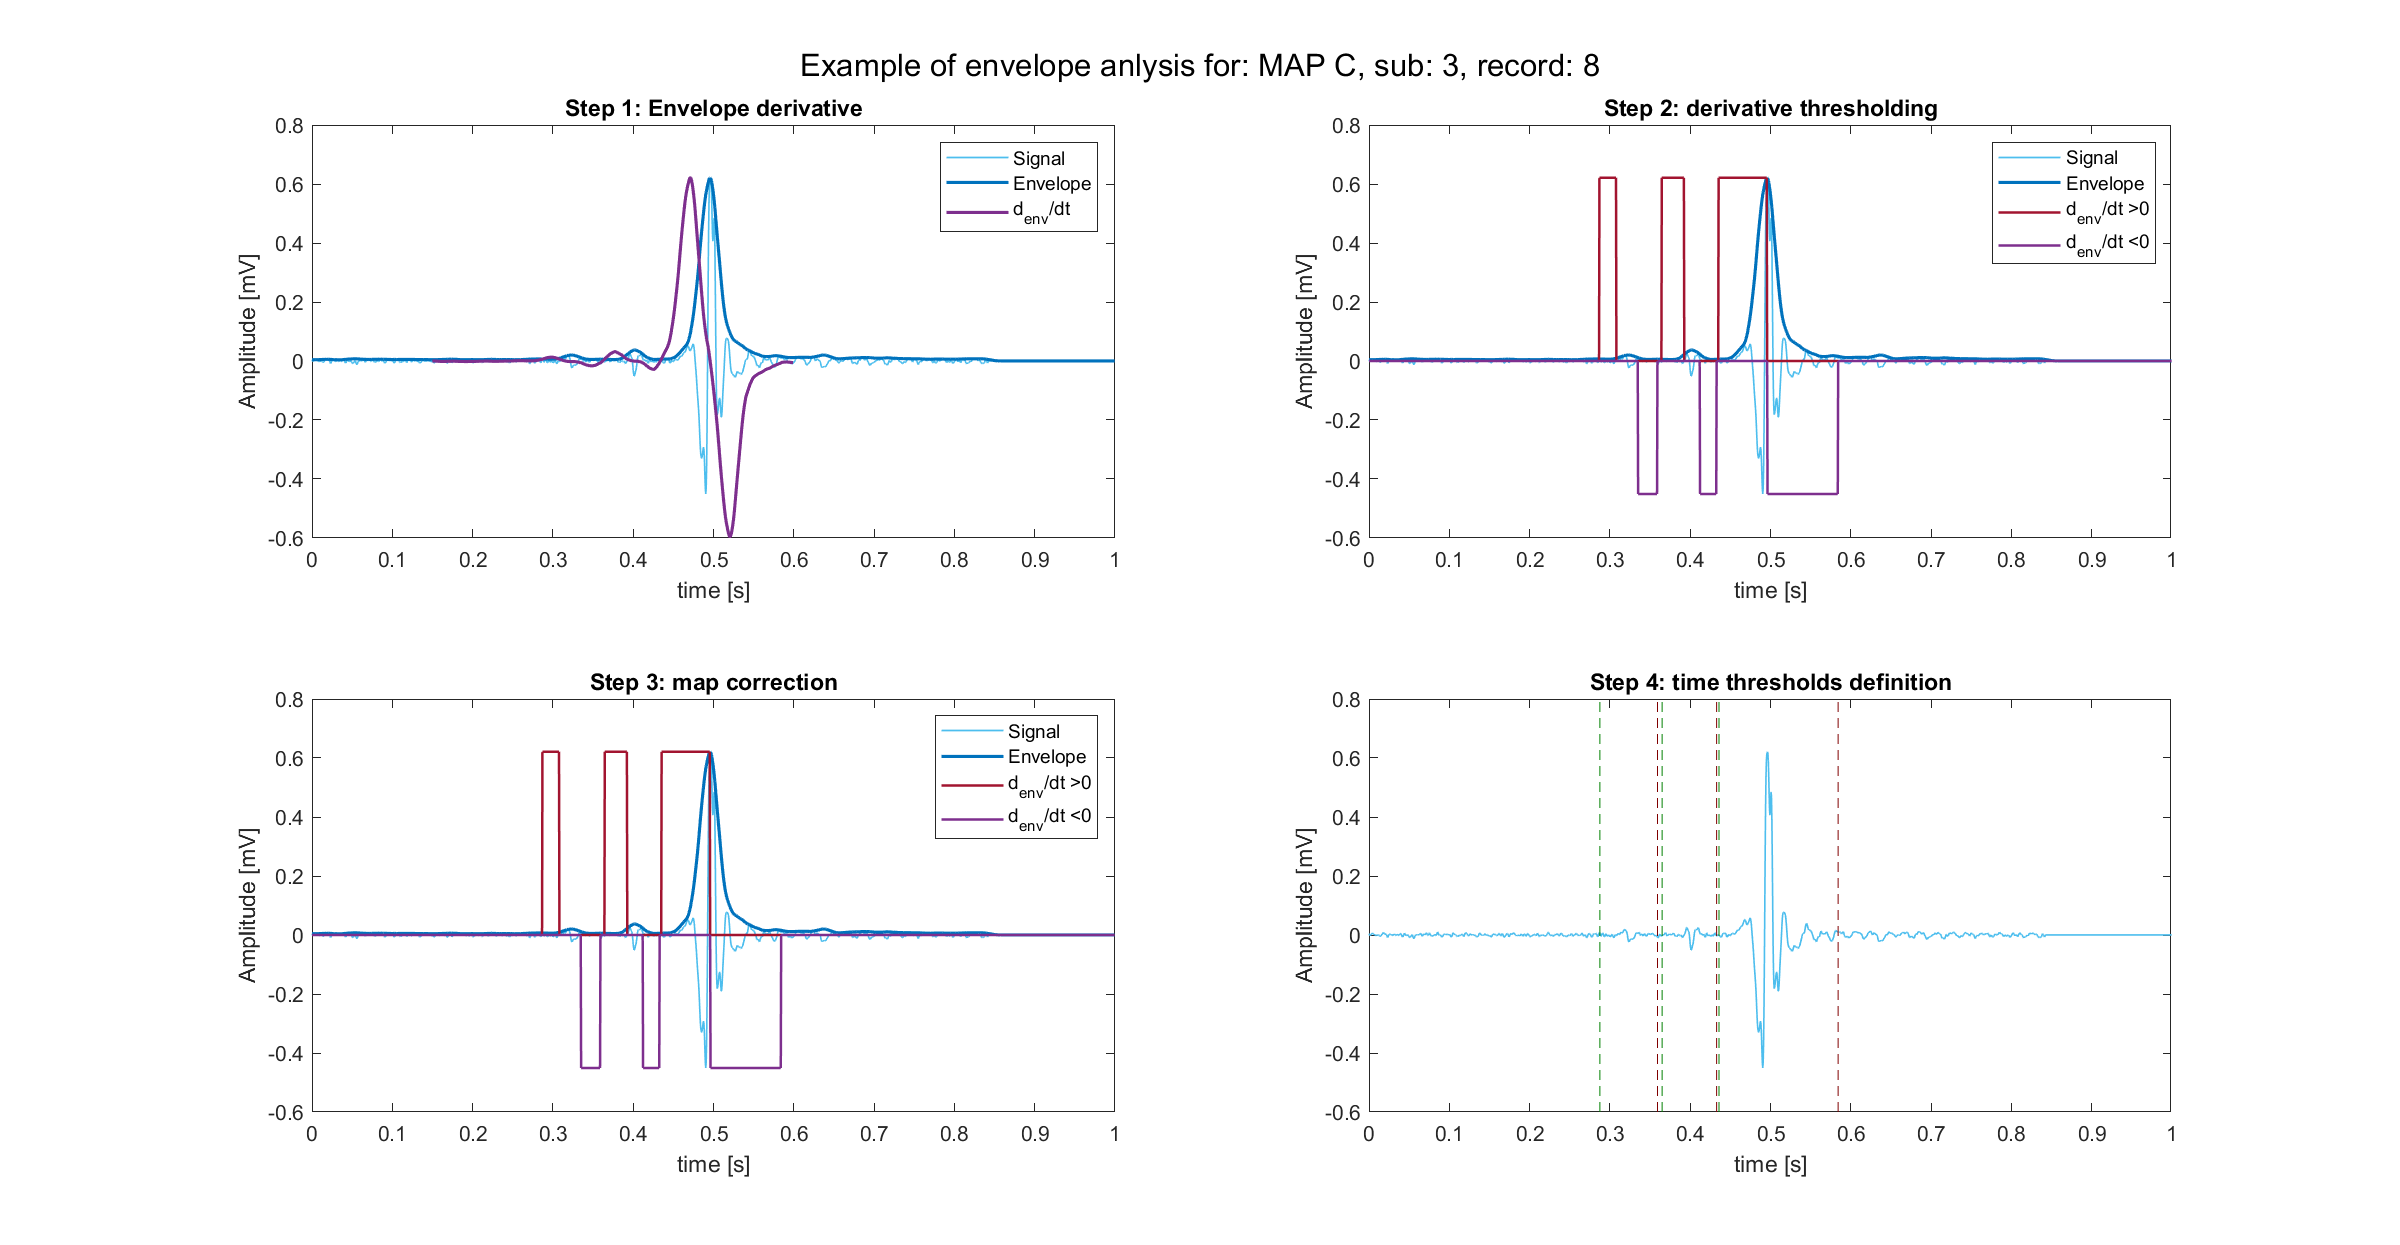 Example of envelope anlysis for: MAP C, sub: 3, record: 8
Step 1: Envelope derivative
Amplitude [mV]
0.8
0.6
0.4
0.2
0
-0.2
-0.4
-0.6
0 0.1 0.2 0.3 0.4 0.5 0.6 0.7 0.8 0.9 1
time [s]
Signal
Envelope
d_env/dt
Step 2: derivative thresholding
Amplitude [mV]
0.8
0.6
0.4
0.2
0
-0.2
-0.4
-0.6
0 0.1 0.2 0.3 0.4 0.5 0.6 0.7 0.8 0.9 1
time [s]
Signal
Envelope
d_env/dt >0
d_env/dt <0
Step 3: map correction
Amplitude [mV]
0.8
0.6
0.4
0.2
0
-0.2
-0.4
-0.6
0 0.1 0.2 0.3 0.4 0.5 0.6 0.7 0.8 0.9 1
time [s]
Signal
Envelope
d_env/dt >0
d_env/dt <0
Step 4: time thresholds definition
Amplitude [mV]
0.8
0.6
0.4
0.2
0
-0.2
-0.4
-0.6
0 0.1 0.2 0.3 0.4 0.5 0.6 0.7 0.8 0.9 1
time [s]